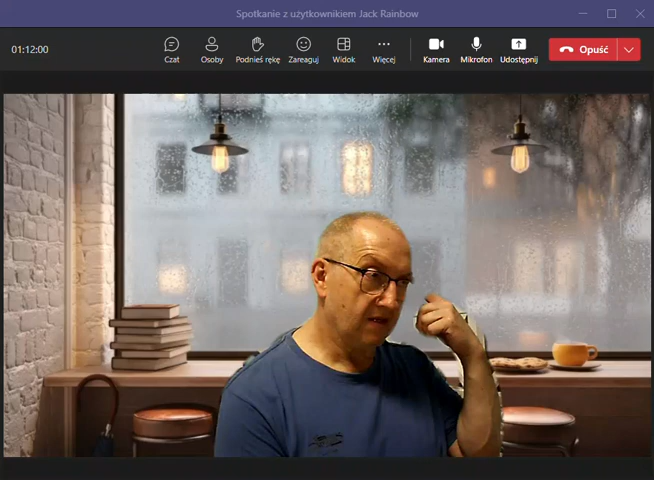 Spotkanie z użytkownikiem Jack Rainbow
01:12:00
Czat
Osoby
Podnieś rękę
Zareaguj
Widok
Więcej
Kamera
Mikrofon
Udostępnij
Opuść